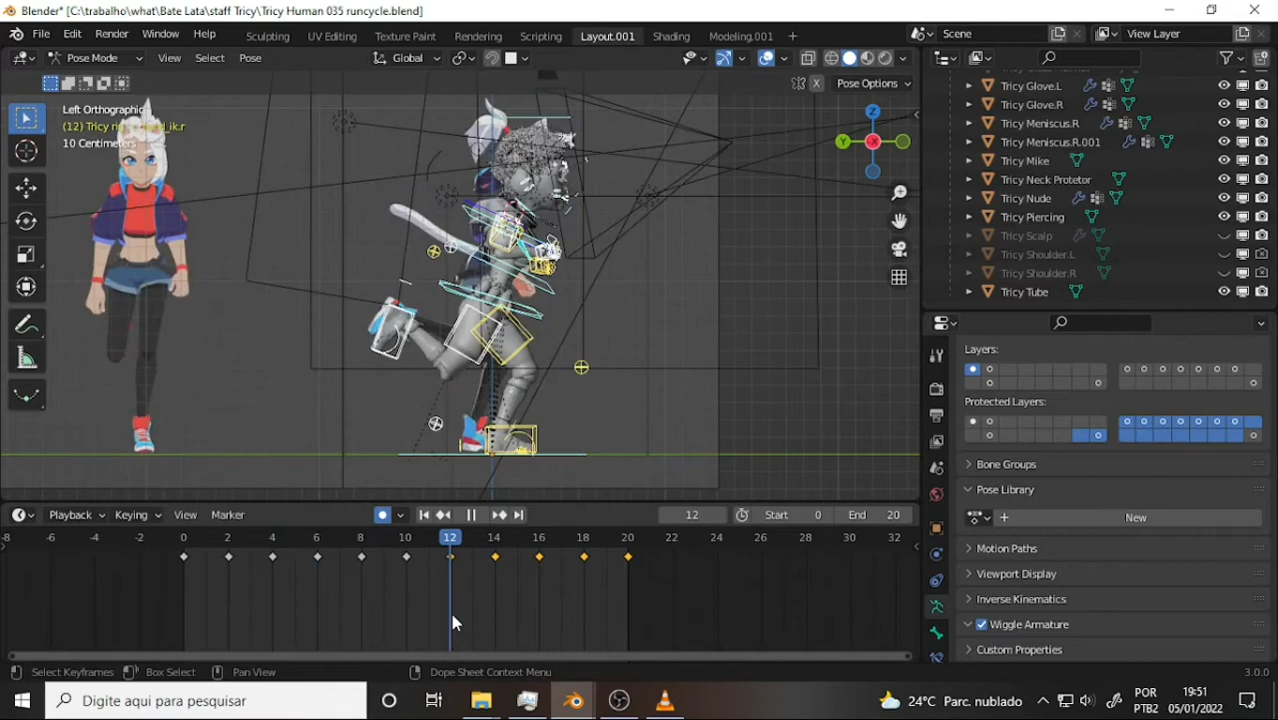 Blender* [C:\trabalho\what\Bate Lata\staff Tricy\Tricy Human 035 runcycle.blend]
File Edit Render Window Help Sculpting UV Editing Texture Paint Rendering Scripting Layout.001 Shading Modeling.001 Scene View Layer
Pose Mode View Select Pose Global
X Pose Options
Left Orthographic
(12) Tricy
10 Centimeters
Z
Y
X
Tricy Glove.L
Tricy Glove.R
Tricy Meniscus.R
Tricy Meniscus.R.001
Tricy Mike
Tricy Neck Protetor
Tricy Nude
Tricy Piercing
Tricy Scalp
Tricy Shoulder.L
Tricy Shoulder.R
Tricy Tube
Layers:
Protected Layers:
Bone Groups
Pose Library
New
Motion Paths
Viewport Display
Inverse Kinematics
Wiggle Armature
Custom Properties
Playback Keying View Marker 12 Start 0 End 20
-8 -6 -4 -2 0 2 4 6 8 10 12 14 16 18 20 22 24 26 28 30 32
Select Keyframes Box Select Pan View Dope Sheet Context Menu 3.0.0
Digite aqui para pesquisar 24°C Parc. nublado POR PTB2 19:51 05/01/2022